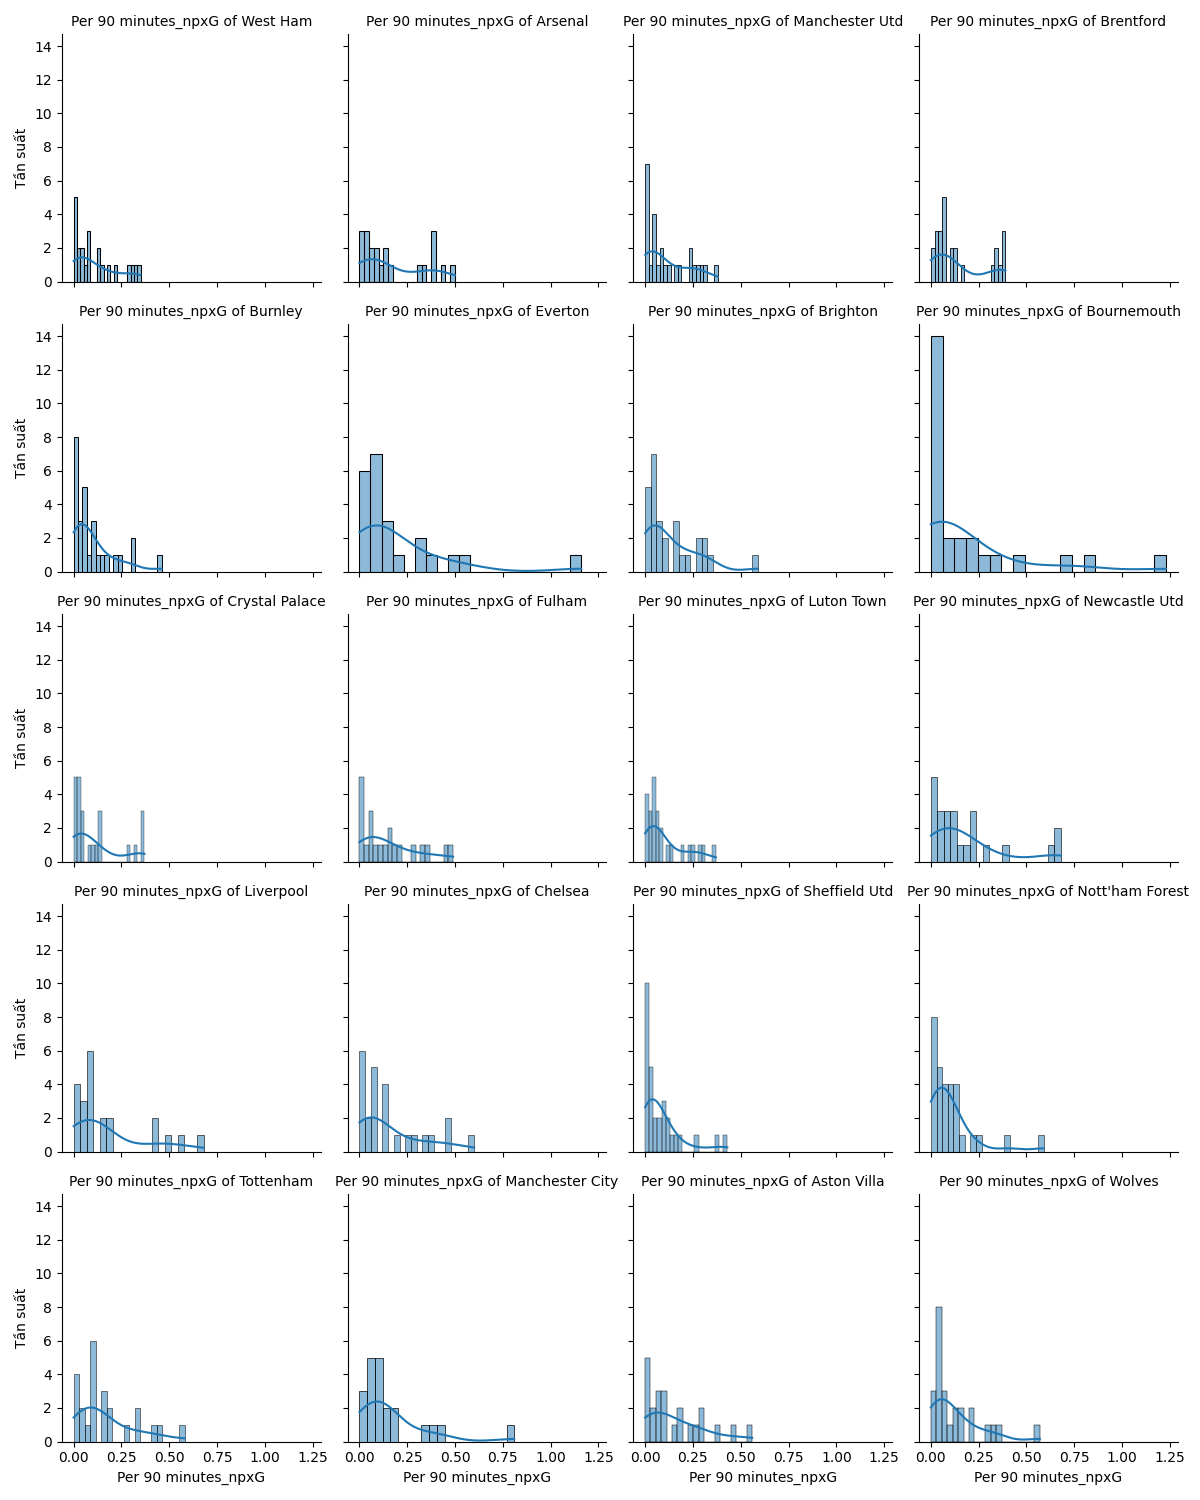 Per 90 minutes_npxG of West Ham
Per 90 minutes_npxG of Arsenal
Per 90 minutes_npxG of Manchester Utd
Per 90 minutes_npxG of Brentford
14
12
10
8
6
4
2
0
Tần suất
Per 90 minutes_npxG of Burnley
Per 90 minutes_npxG of Everton
Per 90 minutes_npxG of Brighton
Per 90 minutes_npxG of Bournemouth
14
12
10
8
6
4
2
0
Tần suất
Per 90 minutes_npxG of Crystal Palace
Per 90 minutes_npxG of Fulham
Per 90 minutes_npxG of Luton Town
Per 90 minutes_npxG of Newcastle Utd
14
12
10
8
6
4
2
0
Tần suất
Per 90 minutes_npxG of Liverpool
Per 90 minutes_npxG of Chelsea
Per 90 minutes_npxG of Sheffield Utd
Per 90 minutes_npxG of Nott'ham Forest
14
12
10
8
6
4
2
0
Tần suất
Per 90 minutes_npxG of Tottenham
Per 90 minutes_npxG of Manchester City
Per 90 minutes_npxG of Aston Villa
Per 90 minutes_npxG of Wolves
14
12
10
8
6
4
2
0
Tần suất
0.00 0.25 0.50 0.75 1.00 1.25
0.00 0.25 0.50 0.75 1.00 1.25
0.00 0.25 0.50 0.75 1.00 1.25
0.00 0.25 0.50 0.75 1.00 1.25
Per 90 minutes_npxG
Per 90 minutes_npxG
Per 90 minutes_npxG
Per 90 minutes_npxG